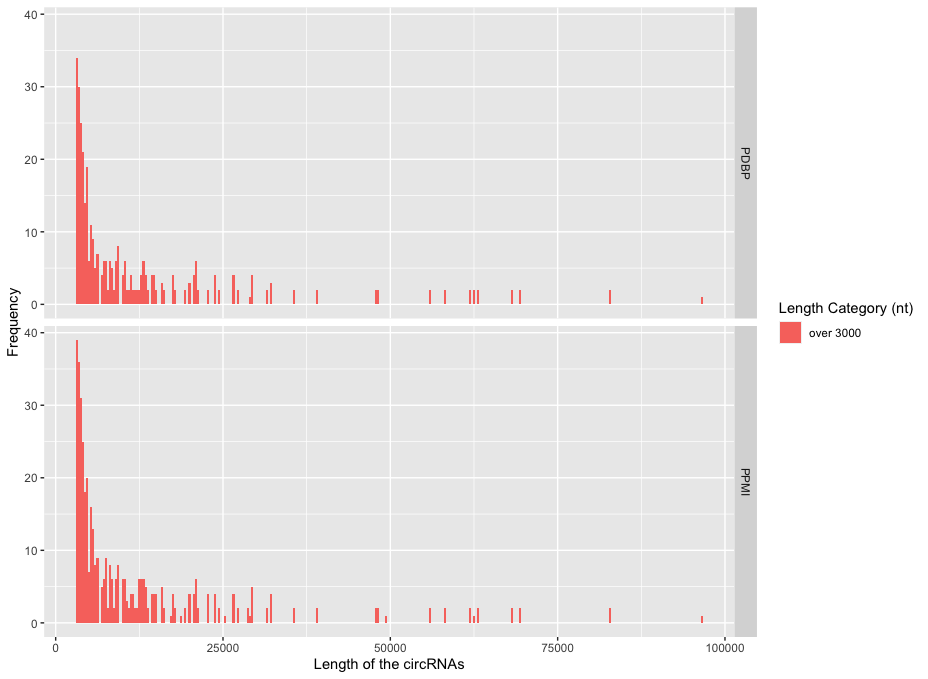 40
30
20
10
0
PDBP
40
30
20
10
0
PPMI
Frequency
0
25000
50000
75000
100000
Length of the circRNAs
Length Category (nt)
over 3000